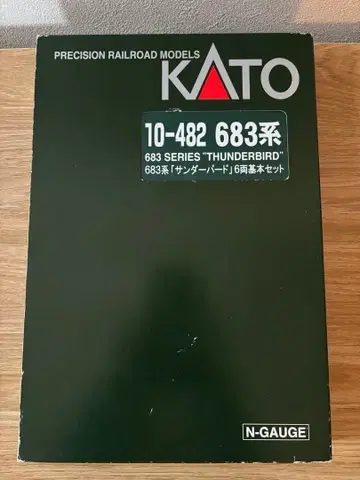 PRECISION RAILROAD MODELS
KATO
10-482 683系
683 SERIES "THUNDERBIRD"
683系「サンダーバード」6両基本セット
N-GAUGE